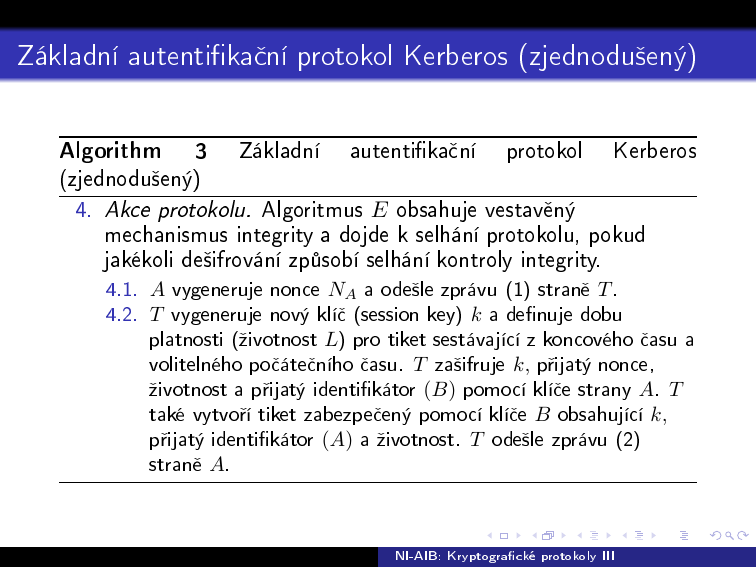 Základní autentifikační protokol Kerberos (zjednodušený)
Algorithm 3 Základní autentifikační protokol Kerberos
(zjednodušený)
4. Akce protokolu. Algoritmus E obsahuje vestavěný
mechanismus integrity a dojde k selhání protokolu, pokud
jakékoli dešifrování způsobí selhání kontroly integrity.
4.1. A vygeneruje nonce N_A a odešle zprávu (1) straně T.
4.2. T vygeneruje nový klíč (session key) k a definuje dobu
platnosti (životnost L) pro tiket sestávající z koncového času a
volitelného počátečního času. T zašifruje k, přijatý nonce,
životnost a přijatý identifikátor (B) pomocí klíče strany A. T
také vytvoří tiket zabezpečený pomocí klíče B obsahující k,
přijatý identifikátor (A) a životnost. T odešle zprávu (2)
straně A.
NI-AIB: Kryptografické protokoly III